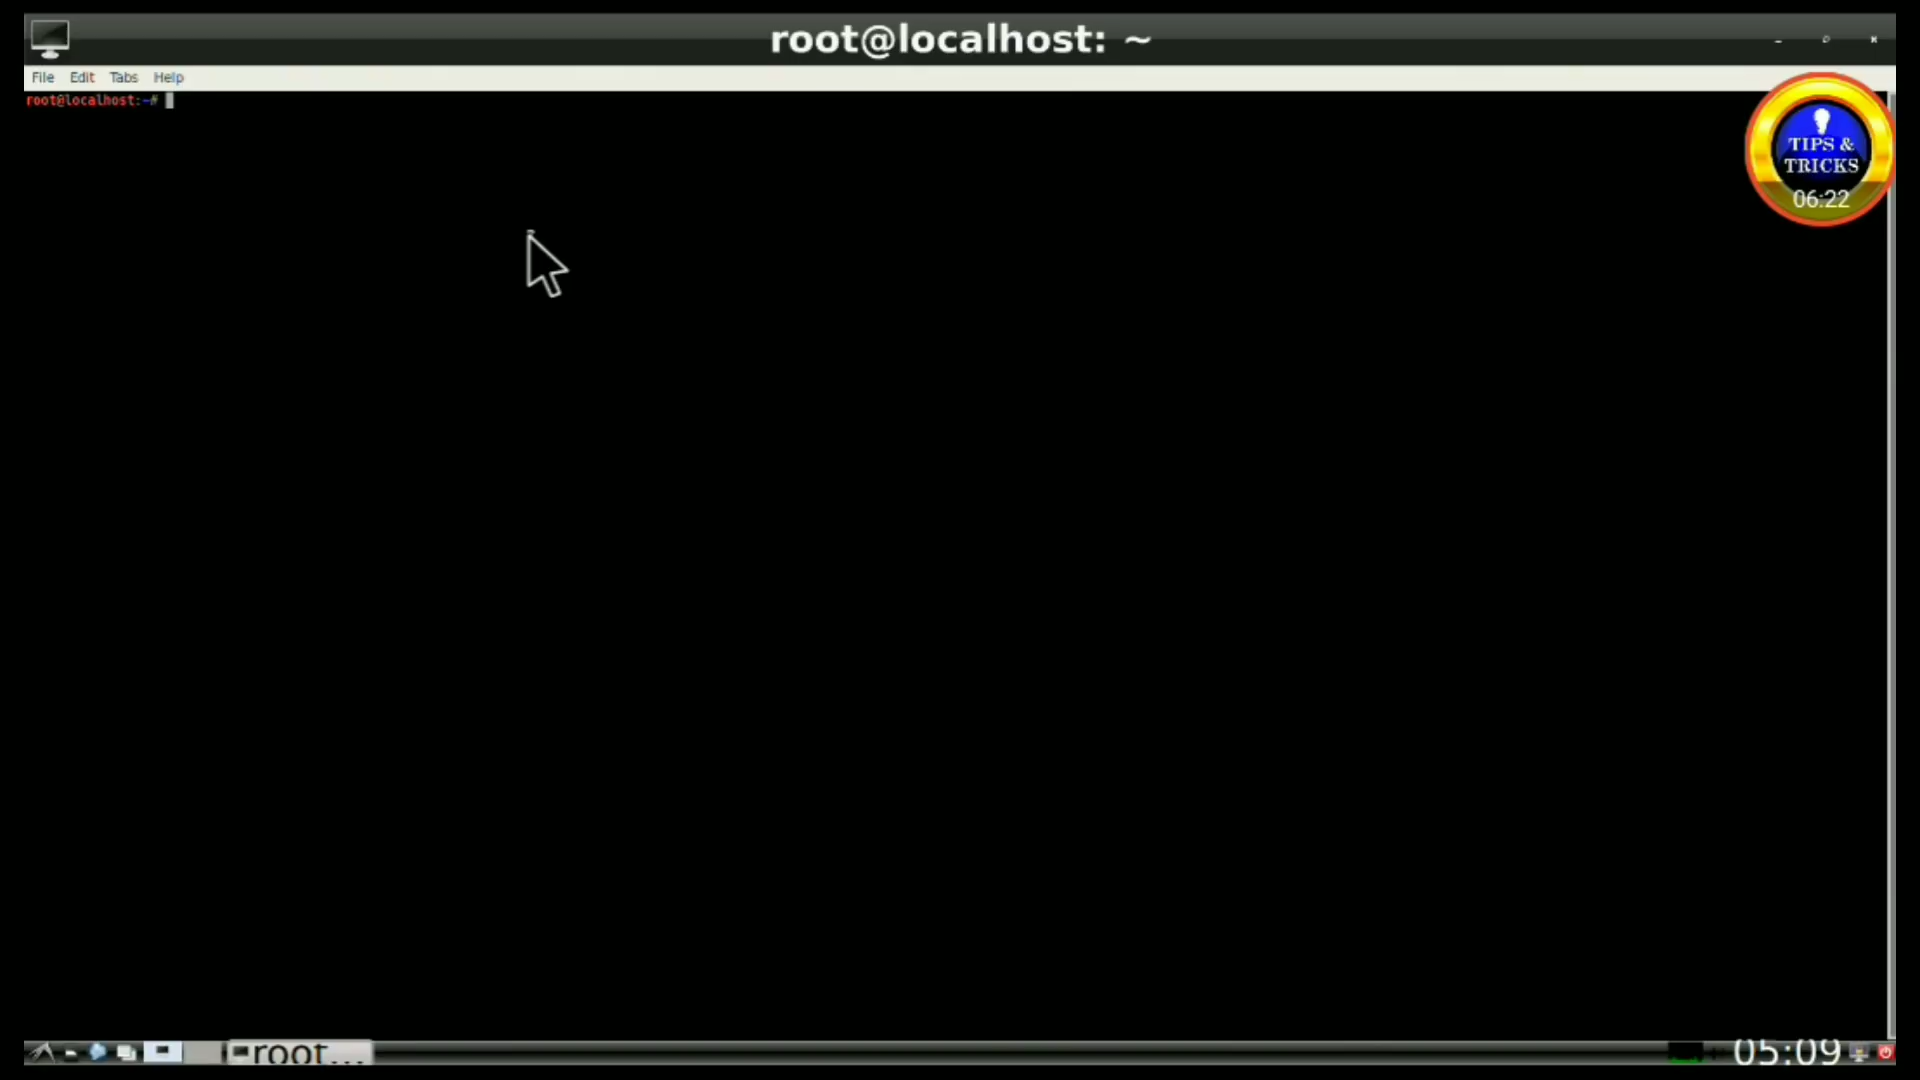 root@localhost: ~
File Edit Tabs Help
root@localhost:~#
TIPS &
TRICKS
06:22
root...
05:09